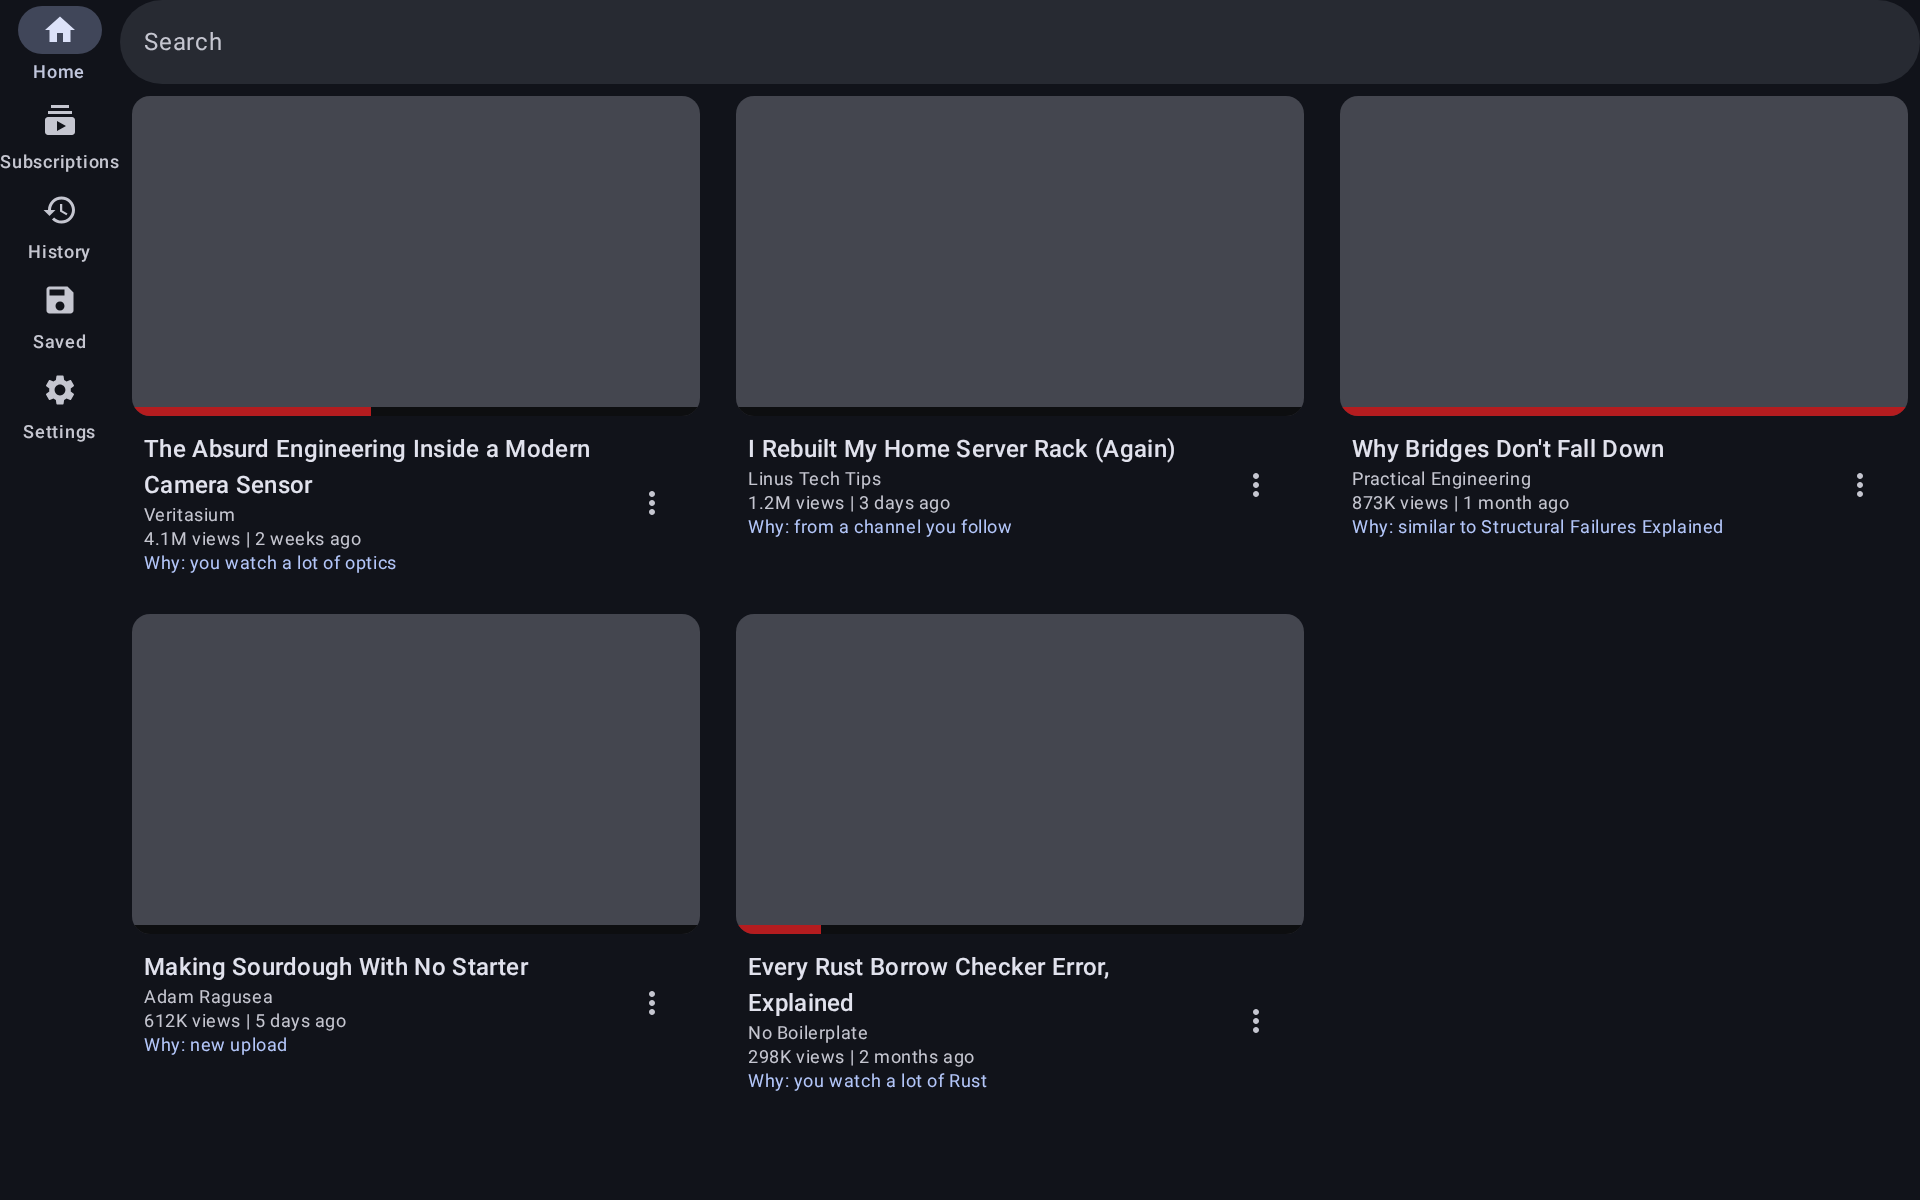 Search
Home
Subscriptions
History
Saved
Settings
The Absurd Engineering Inside a Modern
Camera Sensor
Veritasium
4.1M views | 2 weeks ago
Why: you watch a lot of optics
I Rebuilt My Home Server Rack (Again)
Linus Tech Tips
1.2M views | 3 days ago
Why: from a channel you follow
Why Bridges Don't Fall Down
Practical Engineering
873K views | 1 month ago
Why: similar to Structural Failures Explained
Making Sourdough With No Starter
Adam Ragusea
612K views | 5 days ago
Why: new upload
Every Rust Borrow Checker Error,
Explained
No Boilerplate
298K views | 2 months ago
Why: you watch a lot of Rust